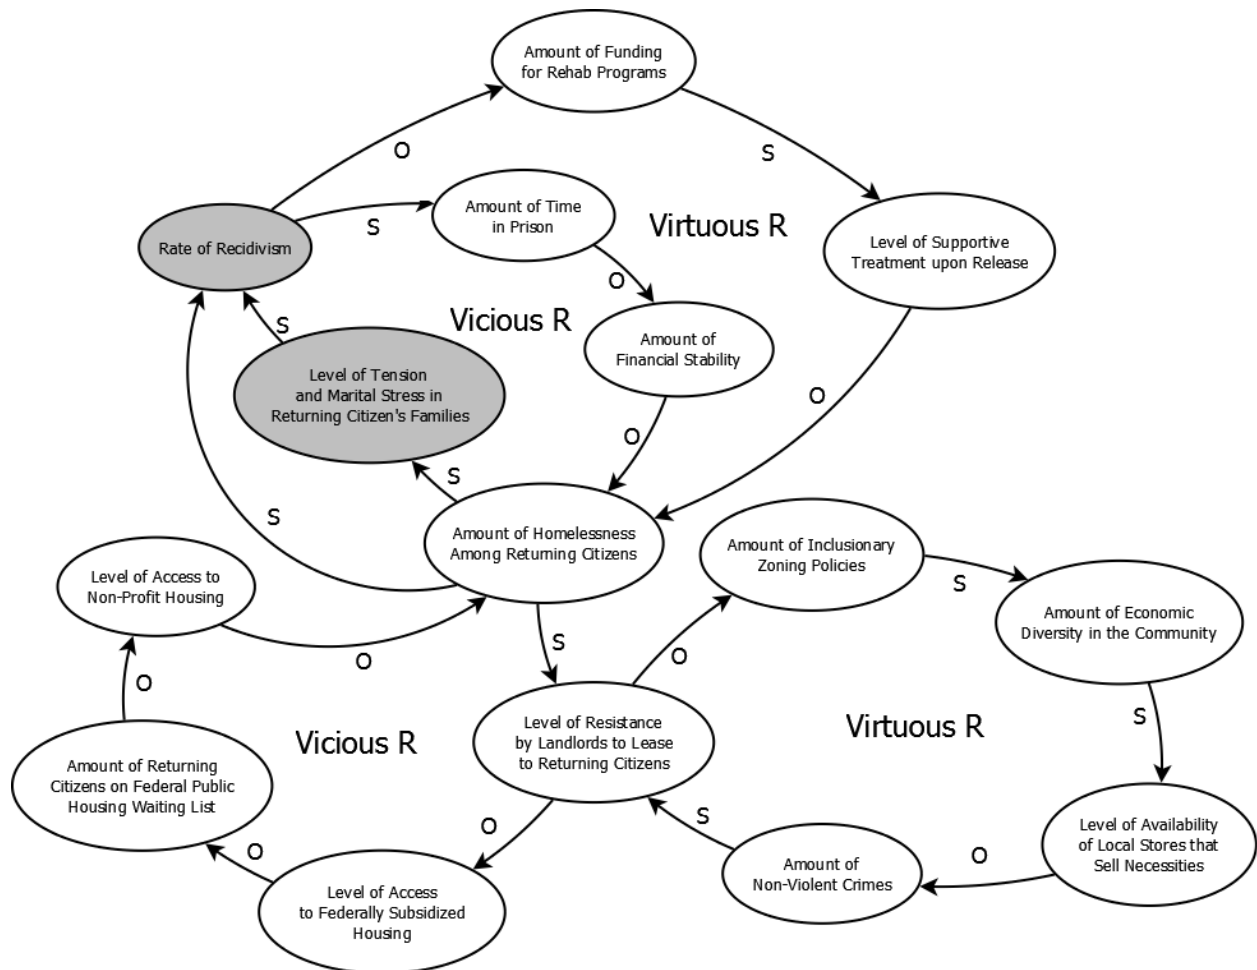 Amount of Funding
for Rehab Programs
O
S
Amount of Time
in Prison
S
Virtuous R
Rate of Recidivism
Level of Supportive
Treatment upon Release
O
Vicious R
S
Amount of
Financial Stability
Level of Tension
and Marital Stress in
Returning Citizen's Families
O
O
S
S
Amount of Homelessness
Among Returning Citizens
Amount of Inclusionary
Zoning Policies
S
Level of Access to
Non-Profit Housing
Amount of Economic
Diversity in the Community
S
O
O
O
S
Level of Resistance
by Landlords to Lease
to Returning Citizens
Virtuous R
Vicious R
Amount of Returning
Citizens on Federal Public
Housing Waiting List
S
O
O
Level of Availability
of Local Stores that
Sell Necessities
O
Amount of
Non-Violent Crimes
Level of Access
to Federally Subsidized
Housing